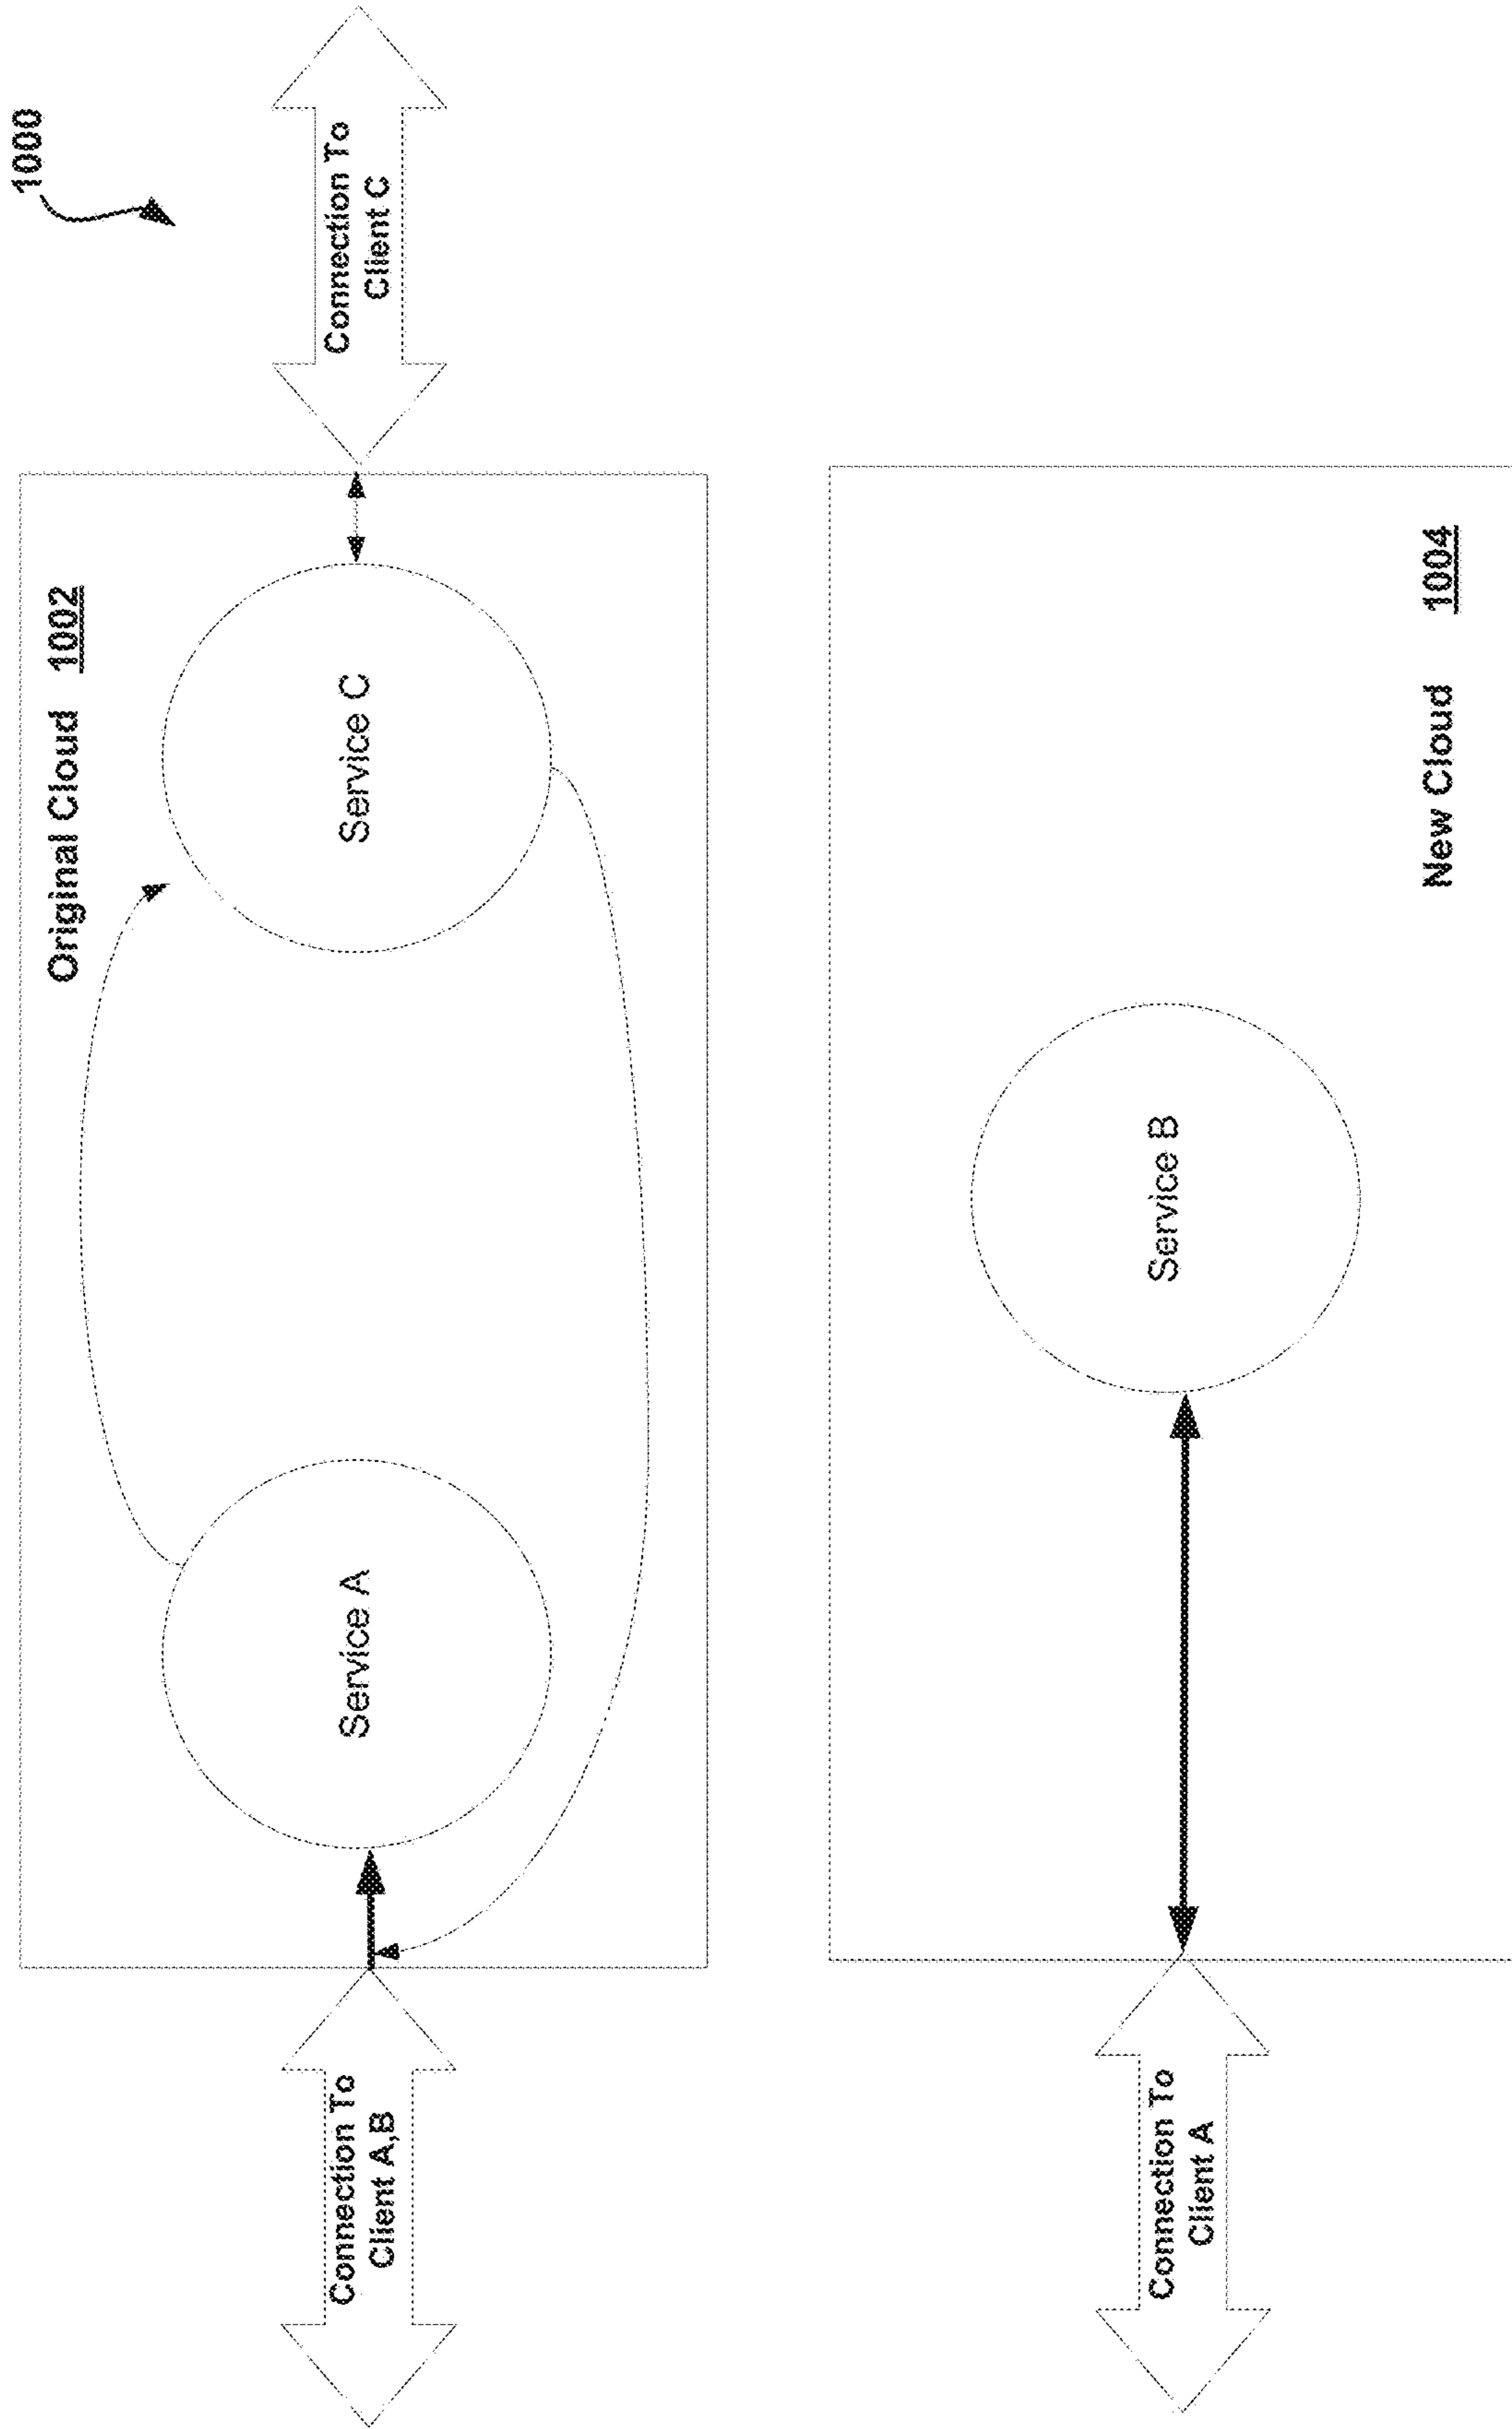 1000
Original Cloud 1002
Connection To
Client A,B
Service A
Service C
Connection To
Client C
Connection To
Client A
Service B
New Cloud 1004